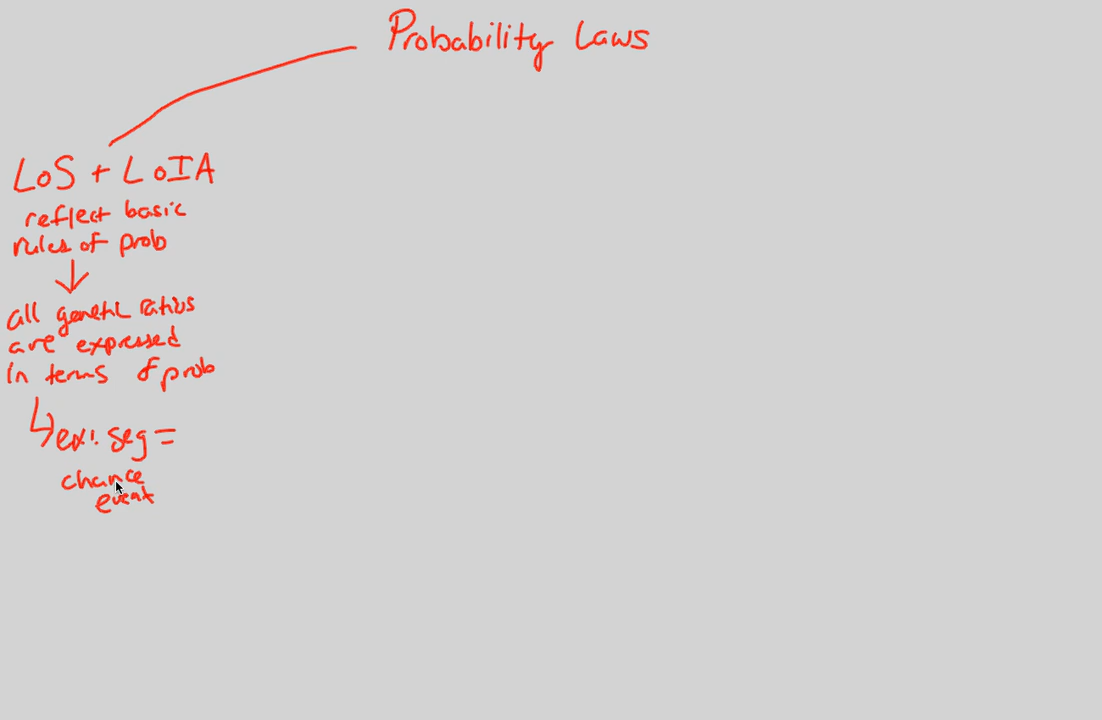 Probability Laws
LoS + LoIA
reflect basic
rules of prob
all genetic ratios
are expressed
in terms of prob
ex: seg =
chance
event